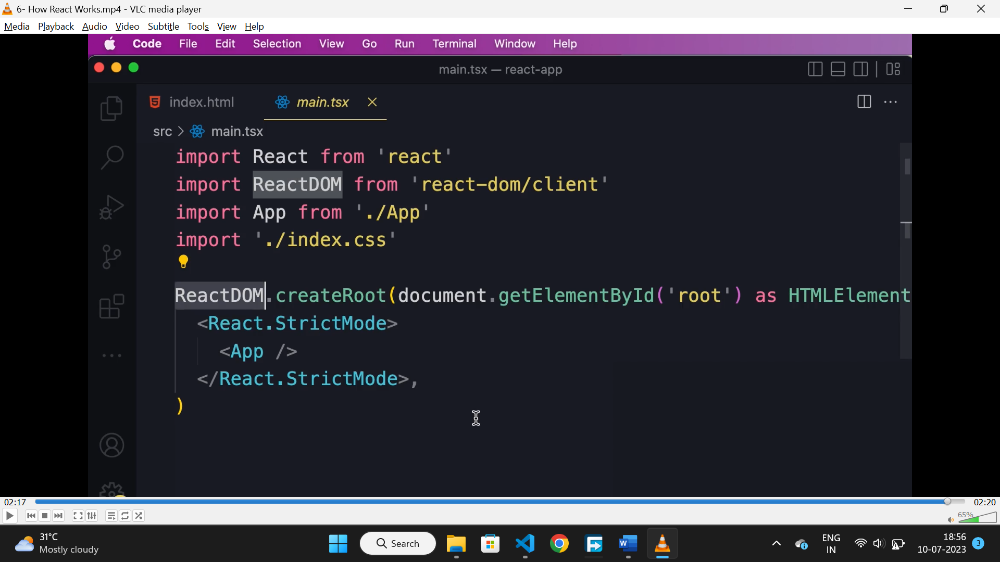 6- How React Works.mp4 - VLC media player
Media Playback Audio Video Subtitle Tools View Help
Code File Edit Selection View Go Run Terminal Window Help
main.tsx — react-app
index.html main.tsx
src > main.tsx
import React from 'react'
import ReactDOM from 'react-dom/client'
import App from './App'
import './index.css'
ReactDOM.createRoot(document.getElementById('root') as HTMLElement
<React.StrictMode>
<App />
</React.StrictMode>,
)
02:17 02:20
65%
31°C
Mostly cloudy
Search
ENG
IN
18:56
10-07-2023 3